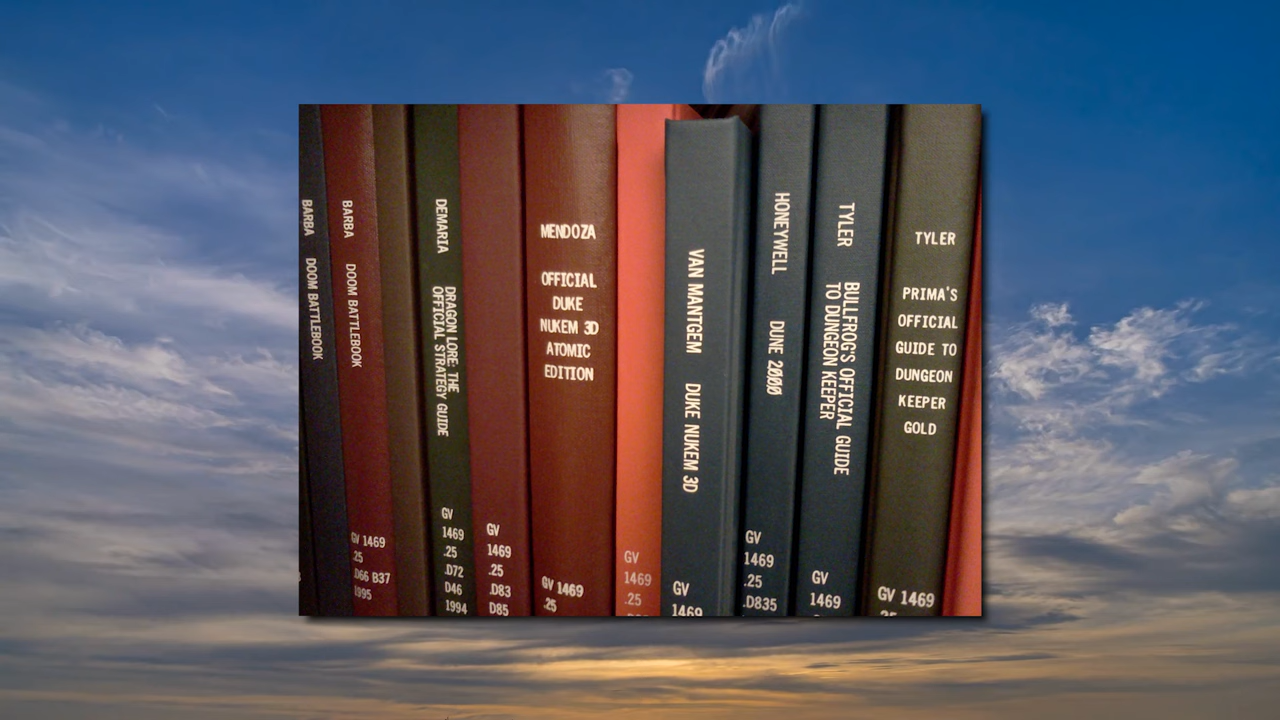 BARBA
DOOM BATTLEBOOK
BARBA
DOOM BATTLEBOOK
GV 1469
.25
.D66 B37
1995
DEMARIA
DRAGON LORE: THE
OFFICIAL STRATEGY GUIDE
GV
1469
.25
.D72
D46
1994
GV
1469
.25
.D83
D85
MENDOZA
OFFICIAL
DUKE
NUKEM 3D
ATOMIC
EDITION
GV 1469
.25
GV
1469
.25
VAN MANTGEM
DUKE NUKEM 3D
GV
1469
HONEYWELL
DUNE 2000
GV
1469
.25
.D835
TYLER
BULLFROG'S OFFICIAL GUIDE
TO DUNGEON KEEPER
GV
1469
TYLER
PRIMA'S
OFFICIAL
GUIDE TO
DUNGEON
KEEPER
GOLD
GV 1469